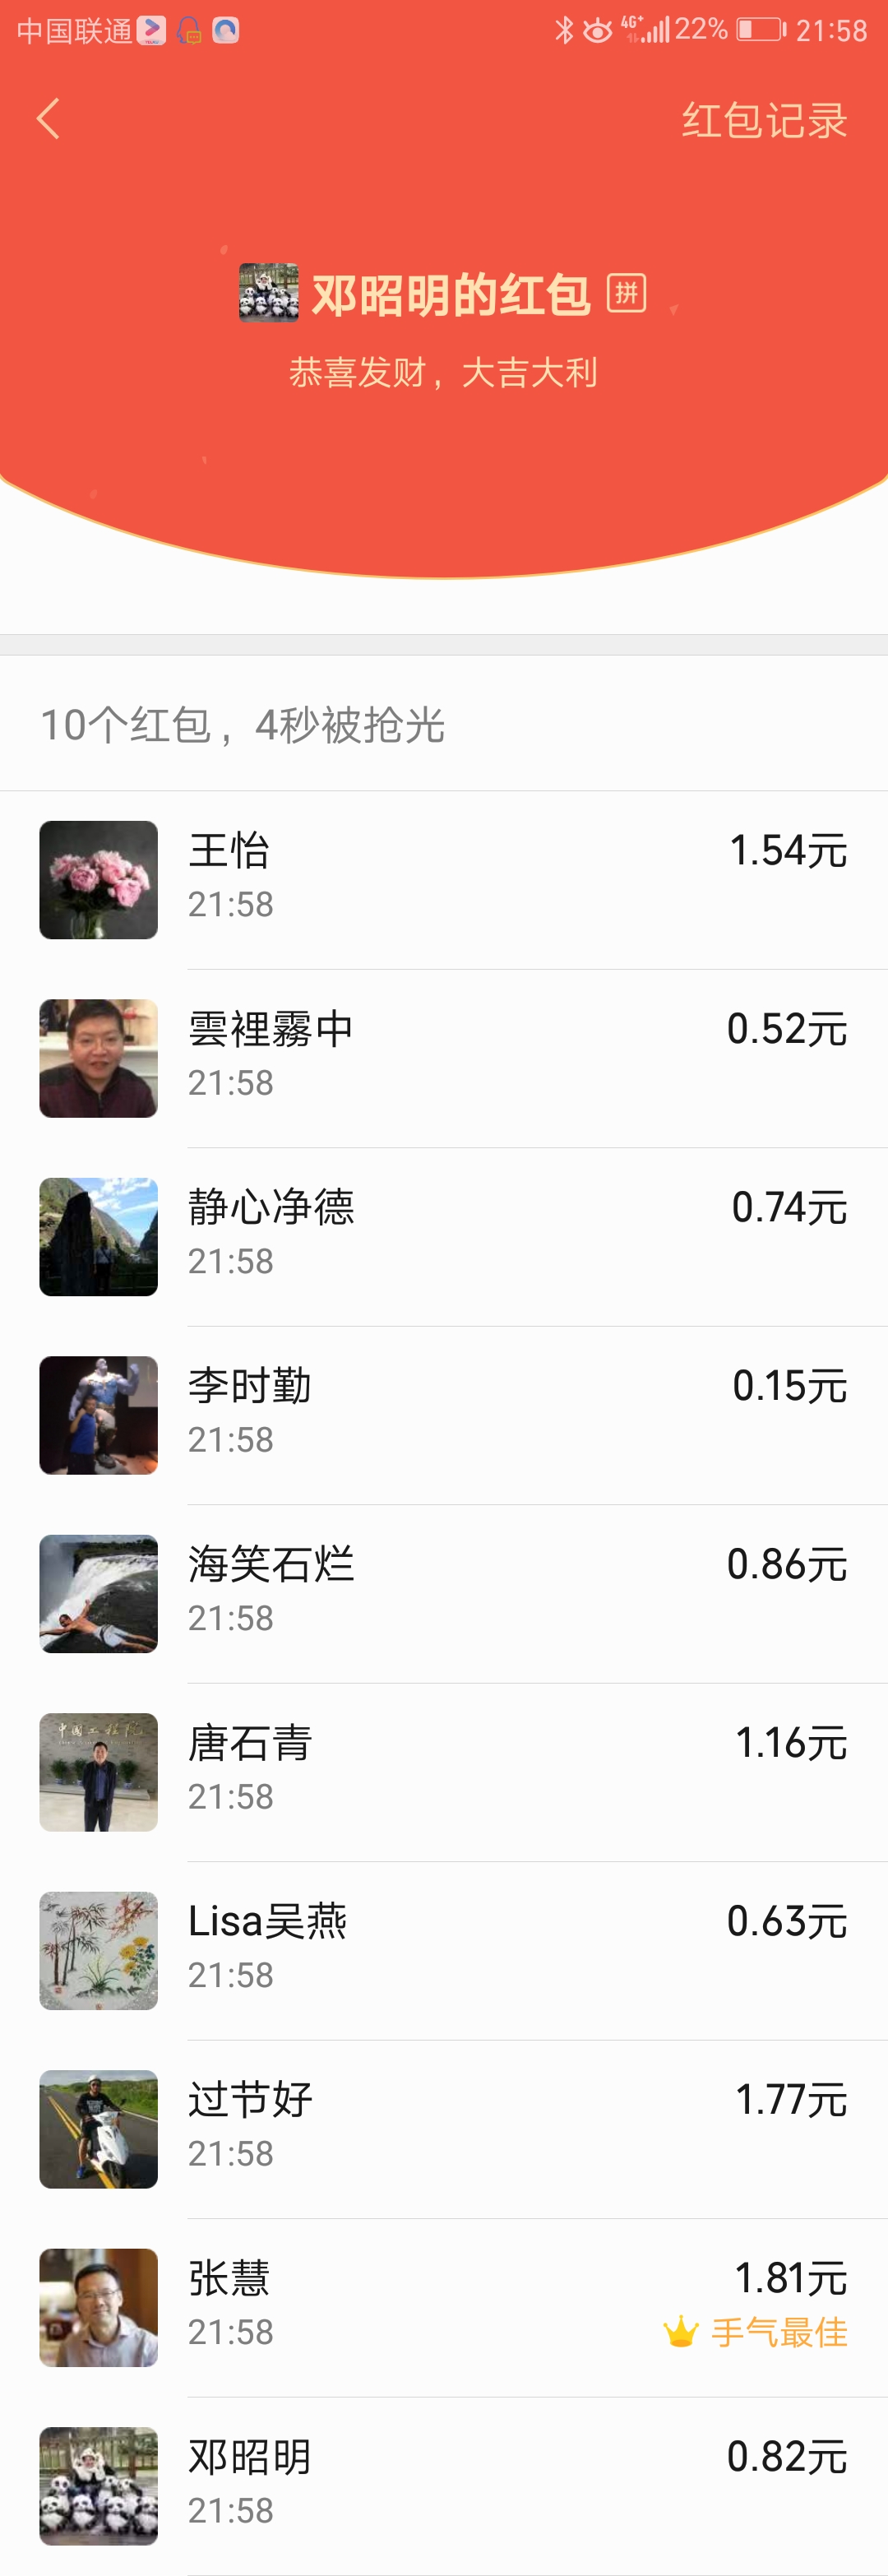 中国联通 4G+ 22% 21:58
红包记录
邓昭明的红包 拼
恭喜发财，大吉大利
10个红包，4秒被抢光
王怡 1.54元
21:58
雲裡霧中 0.52元
21:58
静心净德 0.74元
21:58
李时勤 0.15元
21:58
海笑石烂 0.86元
21:58
中国工程院
唐石青 1.16元
21:58
Lisa吴燕 0.63元
21:58
过节好 1.77元
21:58
张慧 1.81元
21:58 手气最佳
邓昭明 0.82元
21:58